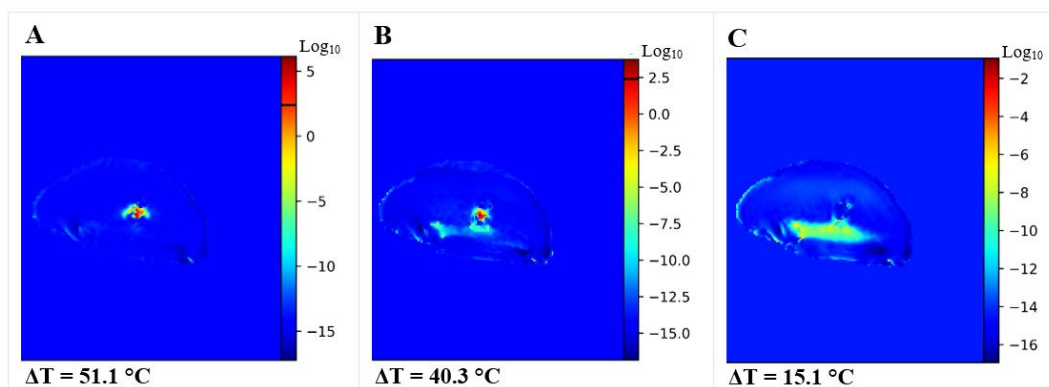 A
Log10
5
0
−5
−10
−15
ΔT = 51.1 °C
B
Log10
2.5
0.0
−2.5
−5.0
−7.5
−10.0
−12.5
−15.0
ΔT = 40.3 °C
C
Log10
−2
−4
−6
−8
−10
−12
−14
−16
ΔT = 15.1 °C